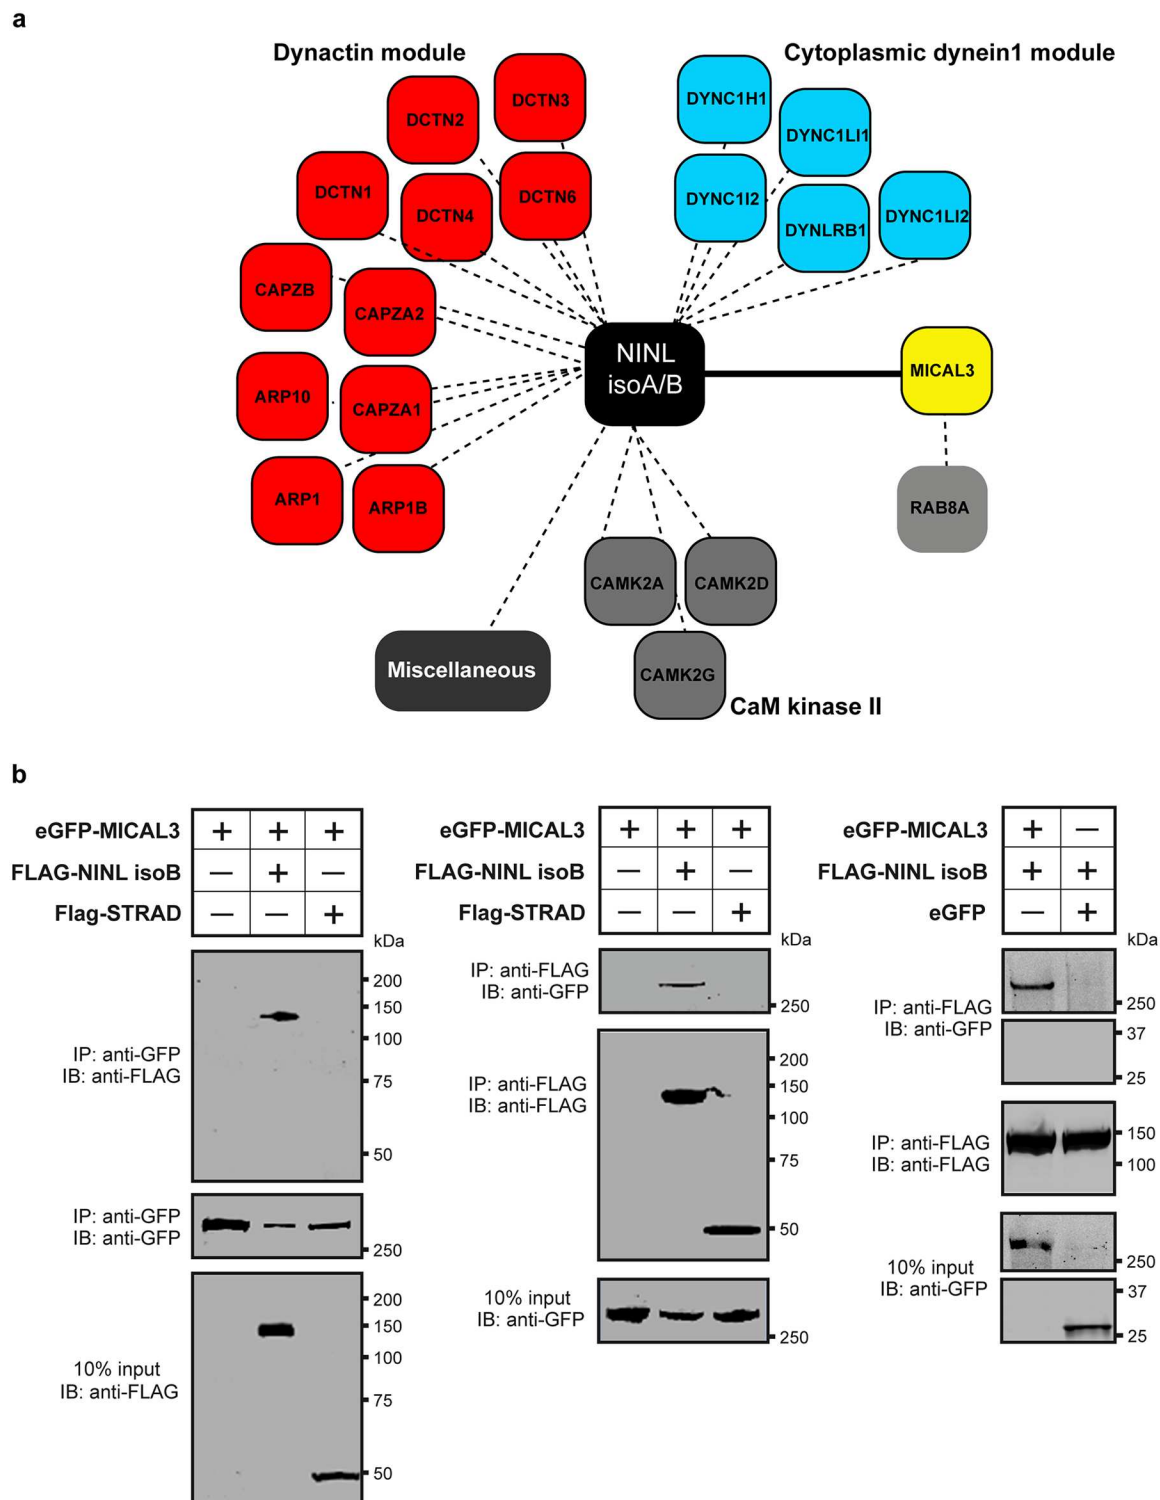 a
Dynactin module
Cytoplasmic dynein1 module
DCTN3
DYNC1H1
DCTN2
DYNC1LI1
DCTN1
DCTN4
DCTN6
DYNC1I2
DYNLRB1
DYNC1LI2
CAPZB
CAPZA2
NINL
isoA/B
MICAL3
ARP10
CAPZA1
ARP1
ARP1B
RAB8A
CAMK2A
CAMK2D
Miscellaneous
CAMK2G
CaM kinase II
b
eGFP-MICAL3 + + +
FLAG-NINL isoB — + —
Flag-STRAD — — +
kDa
IP: anti-GFP
IB: anti-FLAG
200
150
100
75
50
IP: anti-GFP
IB: anti-GFP
250
10% input
IB: anti-FLAG
200
150
100
75
50
eGFP-MICAL3 + + +
FLAG-NINL isoB — + —
Flag-STRAD — — +
kDa
IP: anti-FLAG
IB: anti-GFP
250
IP: anti-FLAG
IB: anti-FLAG
200
150
100
75
50
10% input
IB: anti-GFP
250
eGFP-MICAL3 + —
FLAG-NINL isoB + +
eGFP — +
kDa
IP: anti-FLAG
IB: anti-GFP
250
37
25
IP: anti-FLAG
IB: anti-FLAG
150
100
10% input
IB: anti-GFP
250
37
25